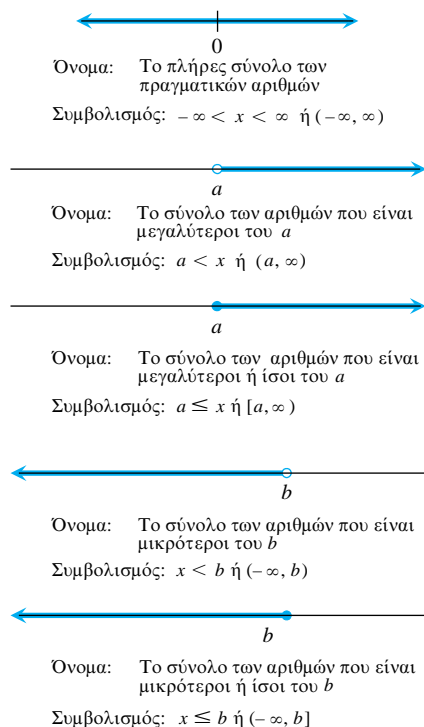 0
Όνομα: Το πλήρες σύνολο των
πραγματικών αριθμών
Συμβολισμός: −∞ < x < ∞ ή (−∞, ∞)
a
Όνομα: Το σύνολο των αριθμών που είναι
μεγαλύτεροι του a
Συμβολισμός: a < x ή (a, ∞)
a
Όνομα: Το σύνολο των αριθμών που είναι
μεγαλύτεροι ή ίσοι του a
Συμβολισμός: a ≤ x ή [a, ∞)
b
Όνομα: Το σύνολο των αριθμών που είναι
μικρότεροι του b
Συμβολισμός: x < b ή (−∞, b)
b
Όνομα: Το σύνολο των αριθμών που είναι
μικρότεροι ή ίσοι του b
Συμβολισμός: x ≤ b ή (−∞, b]